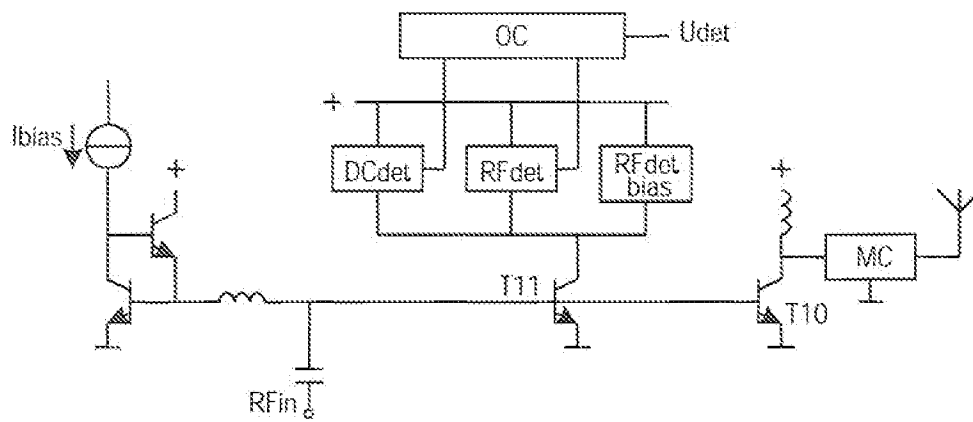 OC
Udet
+
Ibias
+
DCdet
RFdet
RFdet
bias
+
MC
T11
T10
RFin